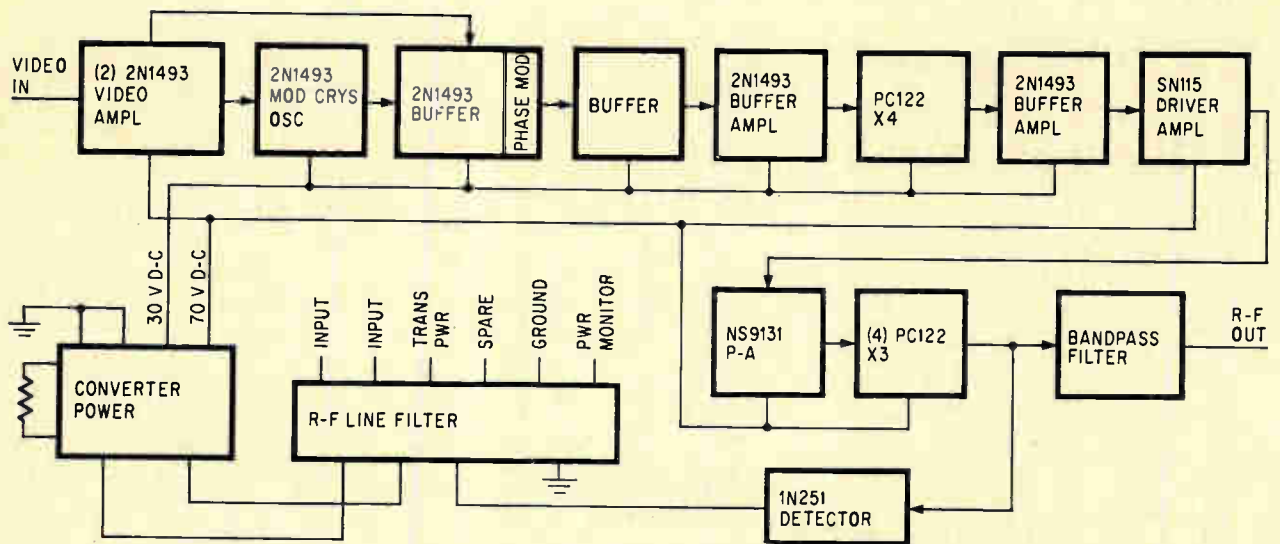 VIDEO
IN
(2) 2N1493
VIDEO
AMPL
2N1493
MOD CRYS
OSC
2N1493
BUFFER
PHASE MOD
BUFFER
2N1493
BUFFER
AMPL
PC122
X4
2N1493
BUFFER
AMPL
SN115
DRIVER
AMPL
30 V D-C
70 V D-C
CONVERTER
POWER
INPUT
INPUT
TRANS
PWR
SPARE
GROUND
PWR
MONITOR
R-F LINE FILTER
NS9131
P-A
(4) PC122
X3
BANDPASS
FILTER
R-F
OUT
1N251
DETECTOR